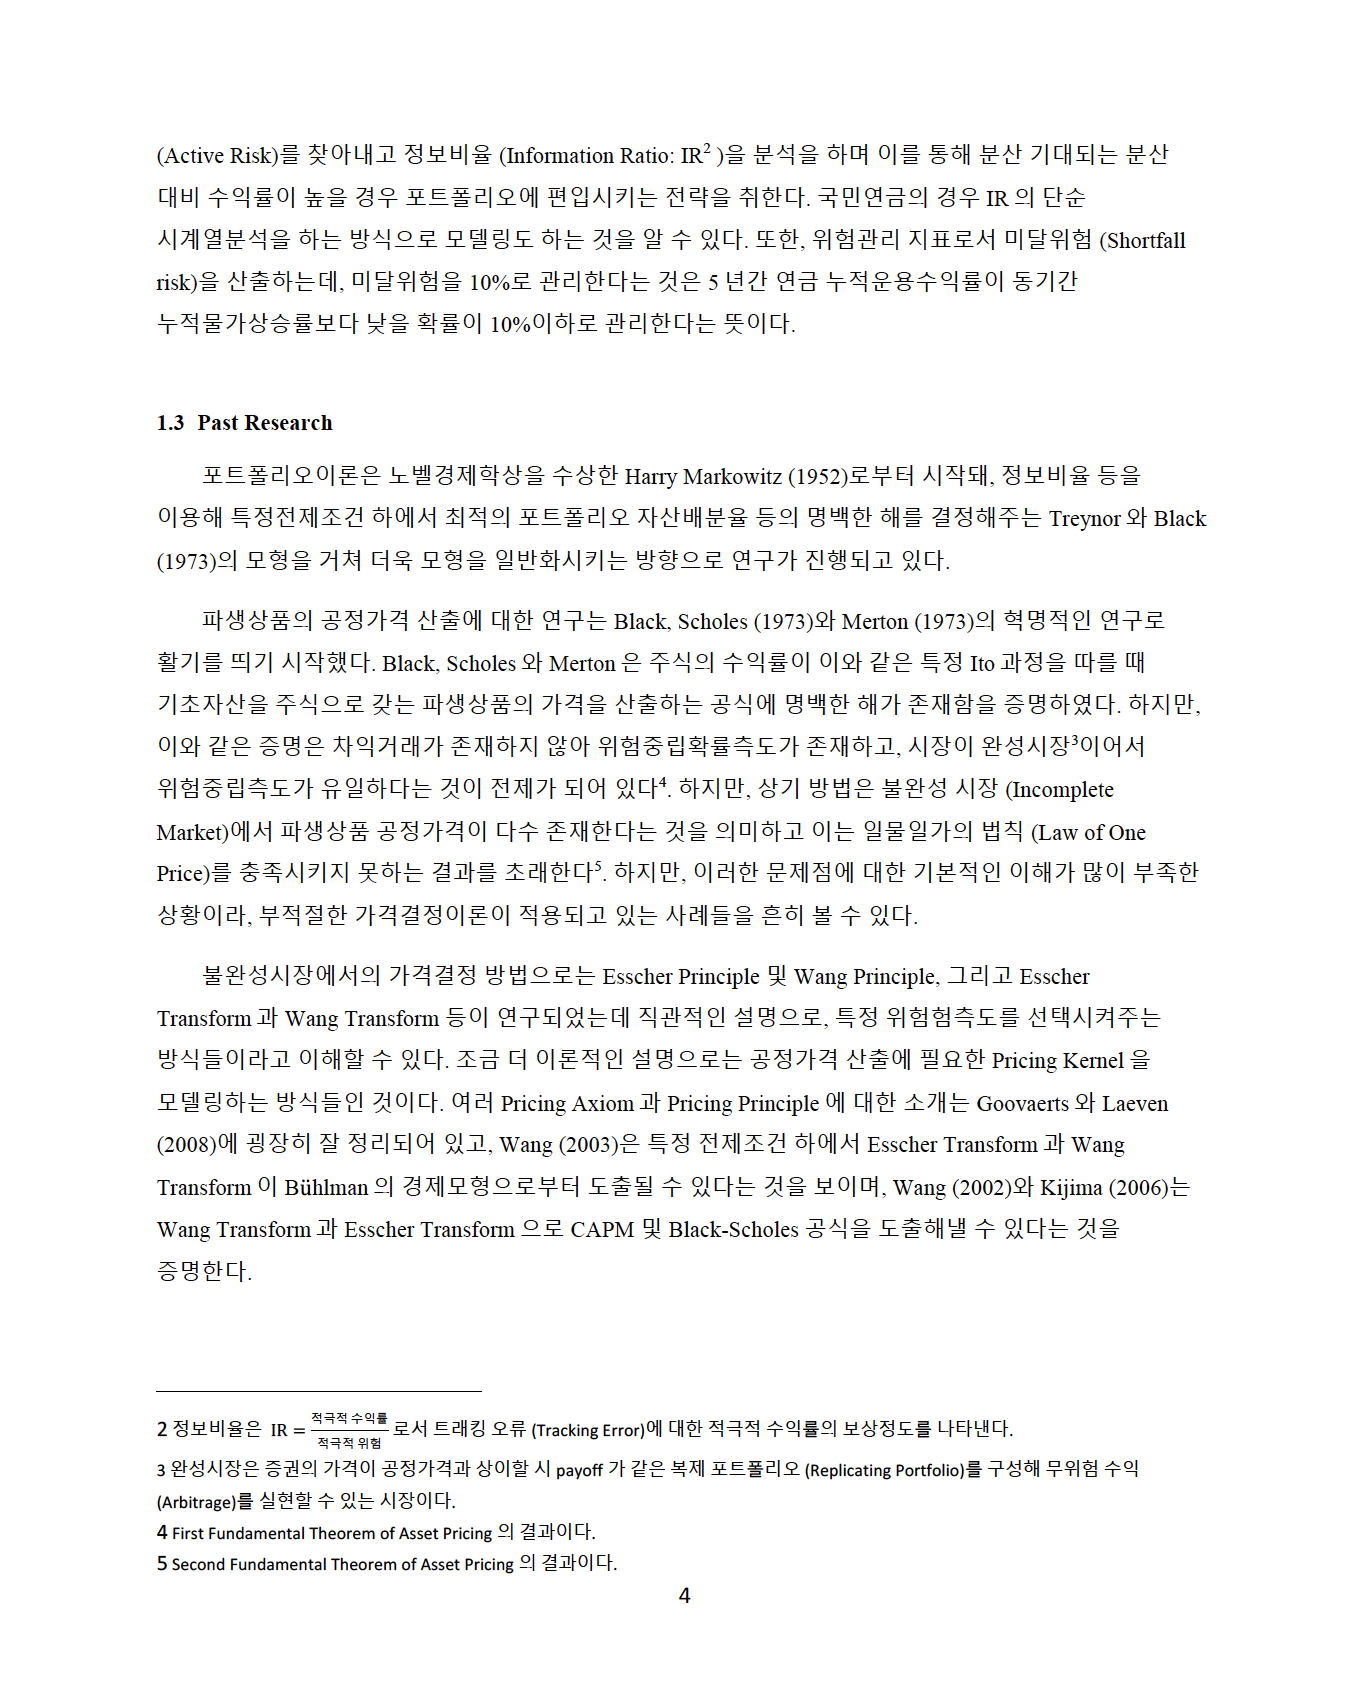 (Active Risk)를 찾아내고 정보비율 (Information Ratio: IR2 )을 분석을 하며 이를 통해 분산 기대되는 분산
대비 수익률이 높을 경우 포트폴리오에 편입시키는 전략을 취한다. 국민연금의 경우 IR 의 단순
시계열분석을 하는 방식으로 모델링도 하는 것을 알 수 있다. 또한, 위험관리 지표로서 미달위험 (Shortfall
risk)을 산출하는데, 미달위험을 10%로 관리한다는 것은 5 년간 연금 누적운용수익률이 동기간
누적물가상승률보다 낮을 확률이 10%이하로 관리한다는 뜻이다.
1.3 Past Research
포트폴리오이론은 노벨경제학상을 수상한 Harry Markowitz (1952)로부터 시작돼, 정보비율 등을
이용해 특정전제조건 하에서 최적의 포트폴리오 자산배분율 등의 명백한 해를 결정해주는 Treynor 와 Black
(1973)의 모형을 거쳐 더욱 모형을 일반화시키는 방향으로 연구가 진행되고 있다.
파생상품의 공정가격 산출에 대한 연구는 Black, Scholes (1973)와 Merton (1973)의 혁명적인 연구로
활기를 띄기 시작했다. Black, Scholes 와 Merton 은 주식의 수익률이 이와 같은 특정 Ito 과정을 따를 때
기초자산을 주식으로 갖는 파생상품의 가격을 산출하는 공식에 명백한 해가 존재함을 증명하였다. 하지만,
이와 같은 증명은 차익거래가 존재하지 않아 위험중립확률측도가 존재하고, 시장이 완성시장3이어서
위험중립측도가 유일하다는 것이 전제가 되어 있다4. 하지만, 상기 방법은 불완성 시장 (Incomplete
Market)에서 파생상품 공정가격이 다수 존재한다는 것을 의미하고 이는 일물일가의 법칙 (Law of One
Price)를 충족시키지 못하는 결과를 초래한다5. 하지만, 이러한 문제점에 대한 기본적인 이해가 많이 부족한
상황이라, 부적절한 가격결정이론이 적용되고 있는 사례들을 흔히 볼 수 있다.
불완성시장에서의 가격결정 방법으로는 Esscher Principle 및 Wang Principle, 그리고 Esscher
Transform 과 Wang Transform 등이 연구되었는데 직관적인 설명으로, 특정 위험험측도를 선택시켜주는
방식들이라고 이해할 수 있다. 조금 더 이론적인 설명으로는 공정가격 산출에 필요한 Pricing Kernel 을
모델링하는 방식들인 것이다. 여러 Pricing Axiom 과 Pricing Principle 에 대한 소개는 Goovaerts 와 Laeven
(2008)에 굉장히 잘 정리되어 있고, Wang (2003)은 특정 전제조건 하에서 Esscher Transform 과 Wang
Transform 이 Bühlman 의 경제모형으로부터 도출될 수 있다는 것을 보이며, Wang (2002)와 Kijima (2006)는
Wang Transform 과 Esscher Transform 으로 CAPM 및 Black-Scholes 공식을 도출해낼 수 있다는 것을
증명한다.
2 정보비율은 IR = 적극적 수익률 / 적극적 위험 로서 트래킹 오류 (Tracking Error)에 대한 적극적 수익률의 보상정도를 나타낸다.
3 완성시장은 증권의 가격이 공정가격과 상이할 시 payoff 가 같은 복제 포트폴리오 (Replicating Portfolio)를 구성해 무위험 수익
(Arbitrage)를 실현할 수 있는 시장이다.
4 First Fundamental Theorem of Asset Pricing 의 결과이다.
5 Second Fundamental Theorem of Asset Pricing 의 결과이다.
4